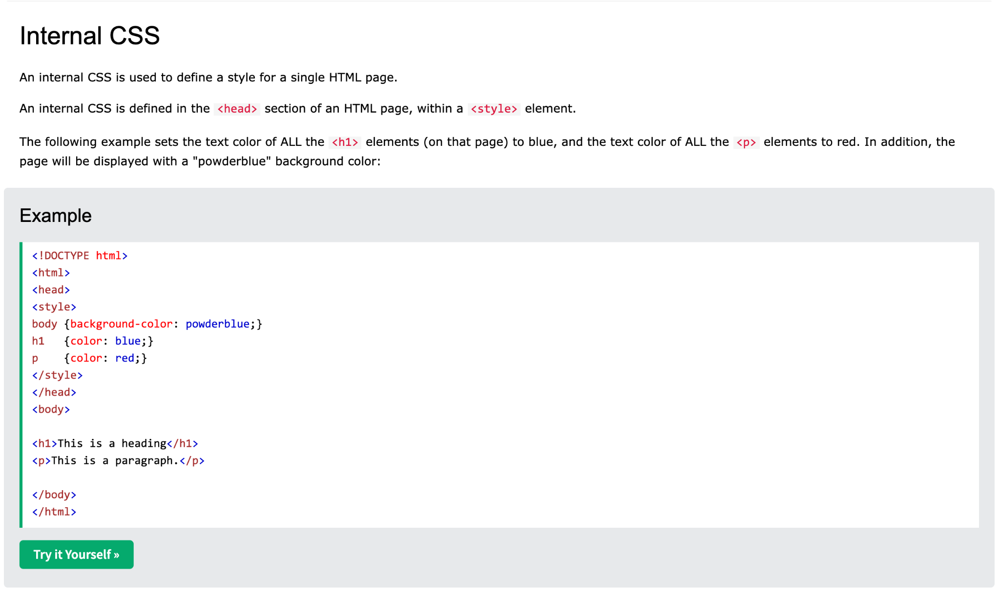 Internal CSS
An internal CSS is used to define a style for a single HTML page.
An internal CSS is defined in the <head> section of an HTML page, within a <style> element.
The following example sets the text color of ALL the <h1> elements (on that page) to blue, and the text color of ALL the <p> elements to red. In addition, the
page will be displayed with a "powderblue" background color:
Example
<!DOCTYPE html>
<html>
<head>
<style>
body {background-color: powderblue;}
h1   {color: blue;}
p    {color: red;}
</style>
</head>
<body>
<h1>This is a heading</h1>
<p>This is a paragraph.</p>
</body>
</html>
Try it Yourself »